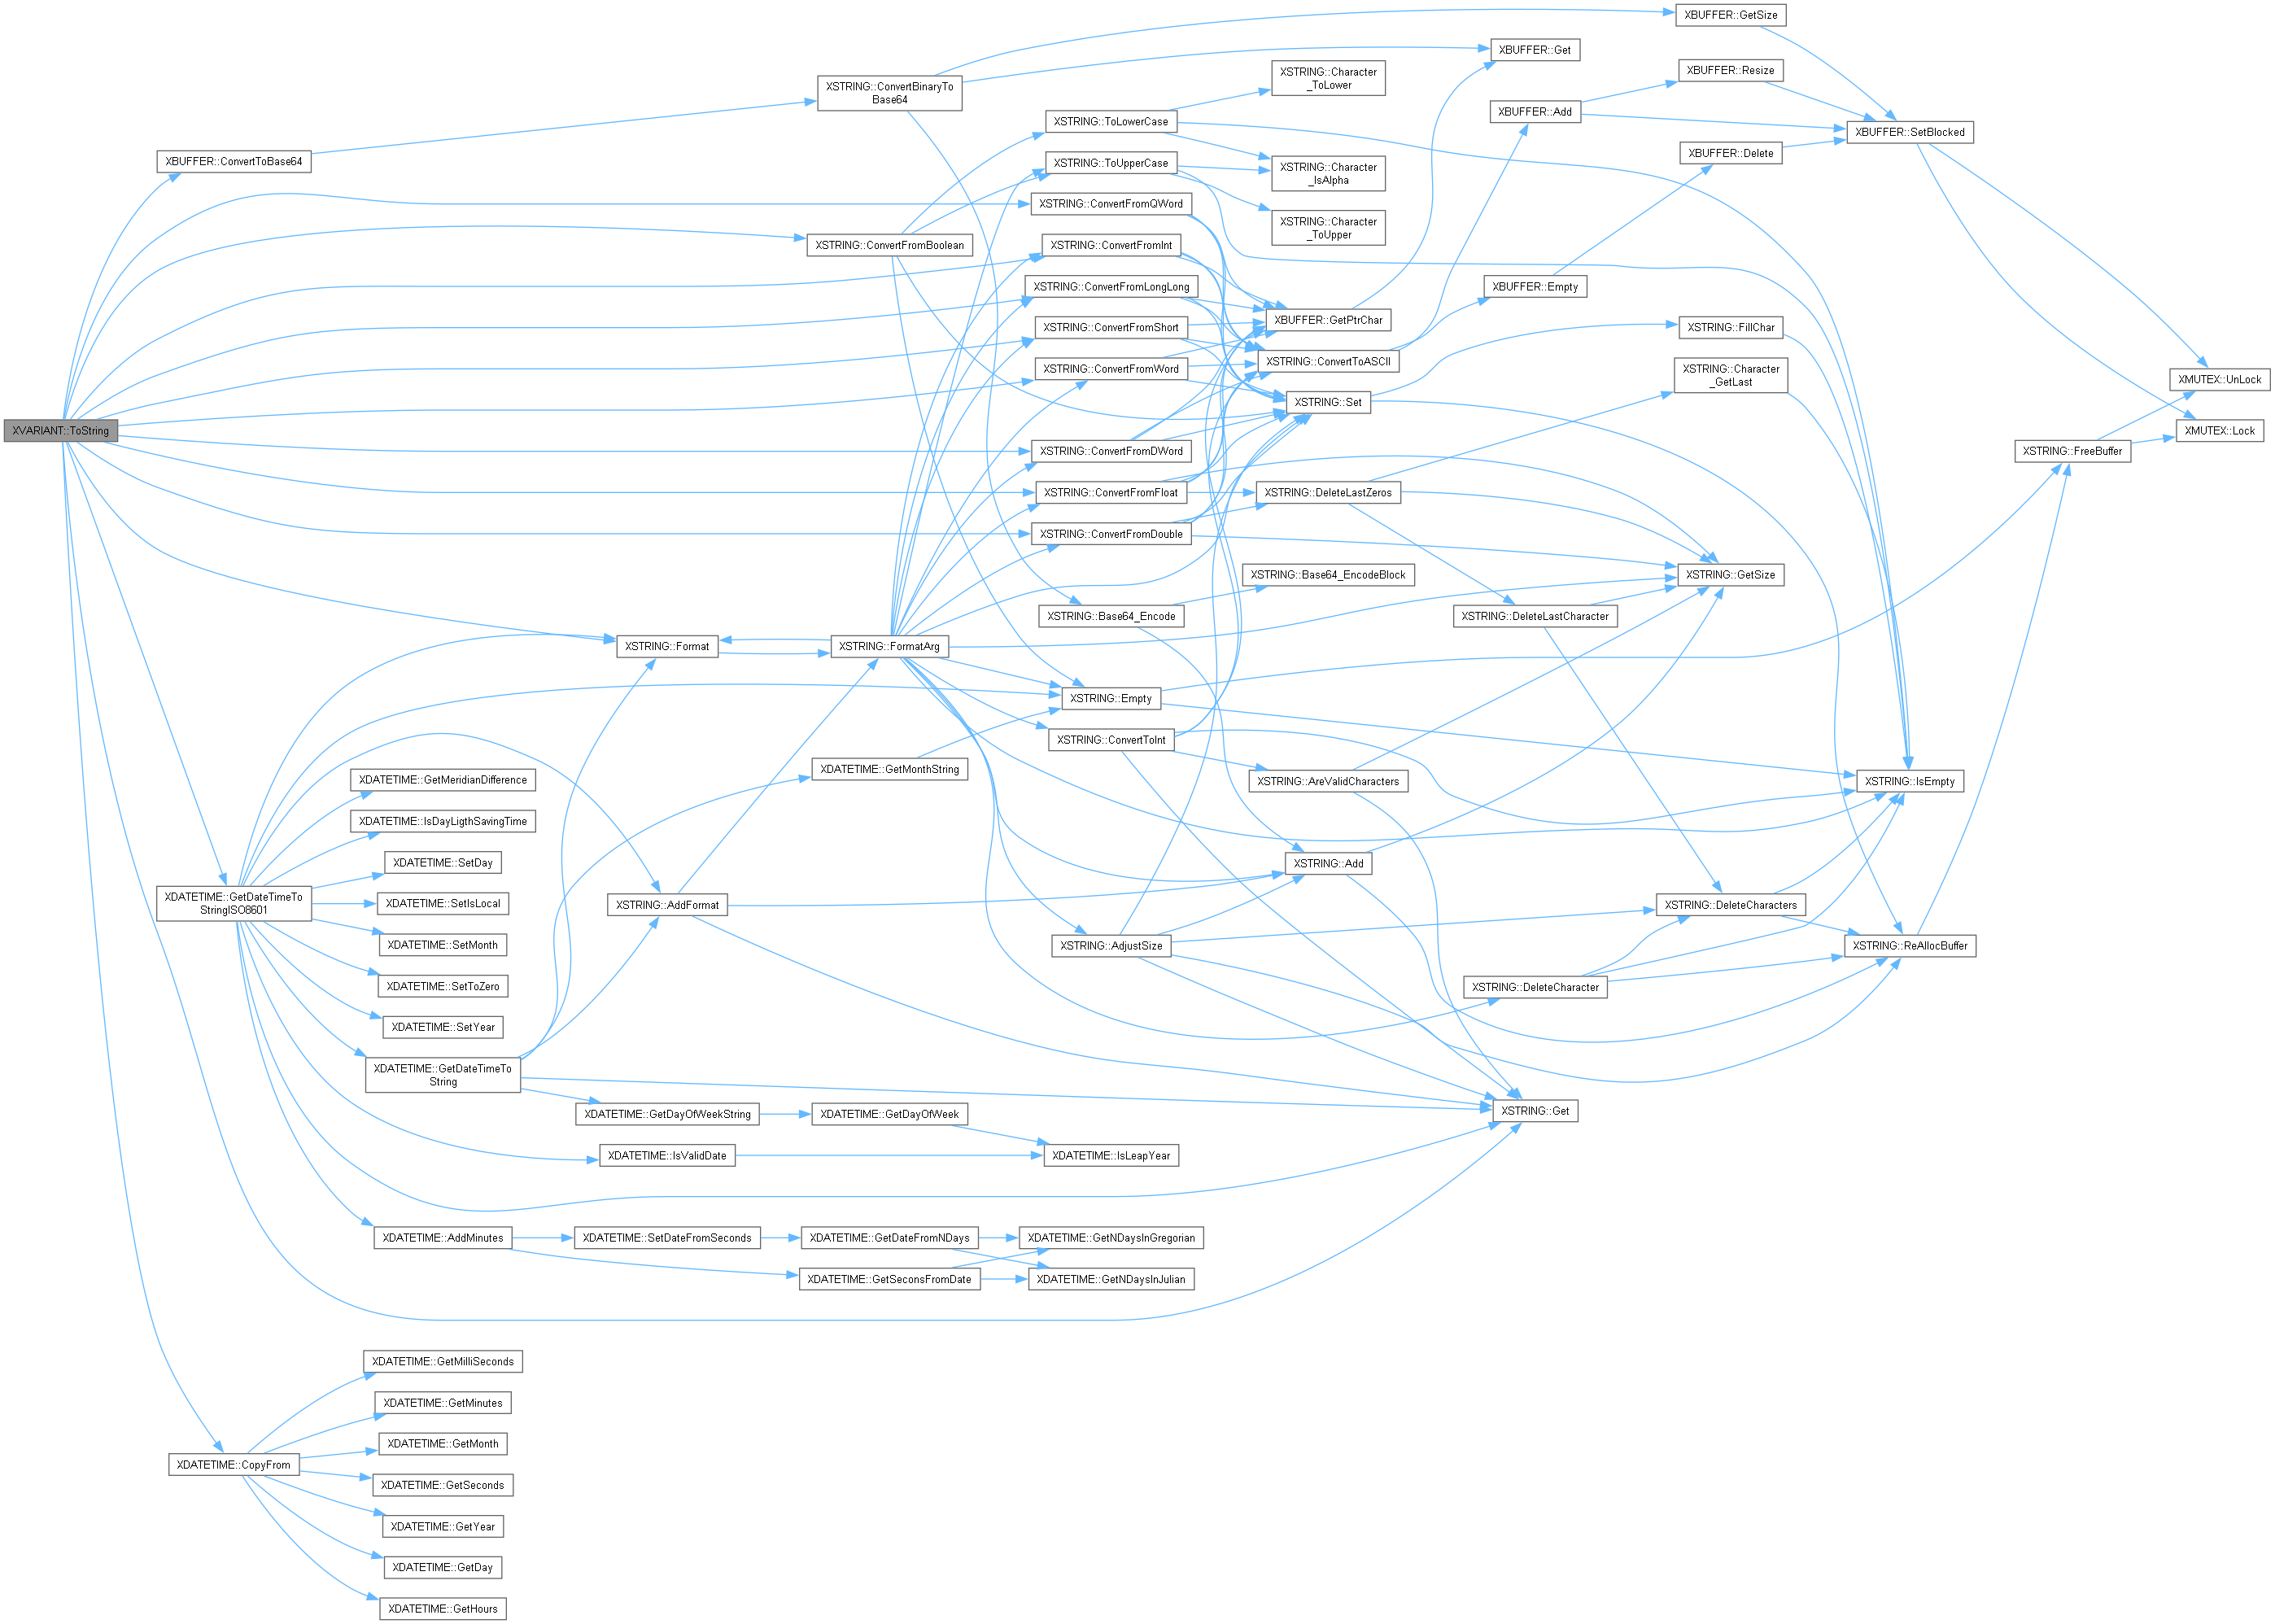 XVARIANT::ToString
XBUFFER::ConvertToBase64
XSTRING::ConvertBinaryTo
Base64
XBUFFER::GetSize
XBUFFER::Get
XSTRING::Character
_ToLower
XBUFFER::Resize
XBUFFER::Add
XSTRING::ToLowerCase
XBUFFER::SetBlocked
XBUFFER::Delete
XSTRING::ToUpperCase
XSTRING::Character
_IsAlpha
XSTRING::ConvertFromQWord
XSTRING::Character
_ToUpper
XSTRING::ConvertFromBoolean
XSTRING::ConvertFromInt
XSTRING::ConvertFromLongLong
XBUFFER::Empty
XBUFFER::GetPtrChar
XSTRING::ConvertFromShort
XSTRING::FillChar
XSTRING::ConvertToASCII
XSTRING::ConvertFromWord
XSTRING::Character
_GetLast
XMUTEX::UnLock
XSTRING::Set
XMUTEX::Lock
XSTRING::ConvertFromDWord
XSTRING::FreeBuffer
XSTRING::ConvertFromFloat
XSTRING::DeleteLastZeros
XSTRING::ConvertFromDouble
XSTRING::Base64_EncodeBlock
XSTRING::GetSize
XSTRING::Base64_Encode
XSTRING::DeleteLastCharacter
XSTRING::Format
XSTRING::FormatArg
XSTRING::Empty
XSTRING::ConvertToInt
XDATETIME::GetMonthString
XDATETIME::GetMeridianDifference
XSTRING::AreValidCharacters
XSTRING::IsEmpty
XDATETIME::IsDayLigthSavingTime
XDATETIME::SetDay
XSTRING::Add
XDATETIME::GetDateTimeTo
StringISO8601
XDATETIME::SetIsLocal
XSTRING::AddFormat
XSTRING::DeleteCharacters
XDATETIME::SetMonth
XSTRING::AdjustSize
XSTRING::ReAllocBuffer
XDATETIME::SetToZero
XSTRING::DeleteCharacter
XDATETIME::SetYear
XDATETIME::GetDateTimeTo
String
XDATETIME::GetDayOfWeekString
XDATETIME::GetDayOfWeek
XSTRING::Get
XDATETIME::IsValidDate
XDATETIME::IsLeapYear
XDATETIME::AddMinutes
XDATETIME::SetDateFromSeconds
XDATETIME::GetDateFromNDays
XDATETIME::GetNDaysInGregorian
XDATETIME::GetSeconsFromDate
XDATETIME::GetNDaysInJulian
XDATETIME::GetMilliSeconds
XDATETIME::GetMinutes
XDATETIME::GetMonth
XDATETIME::CopyFrom
XDATETIME::GetSeconds
XDATETIME::GetYear
XDATETIME::GetDay
XDATETIME::GetHours